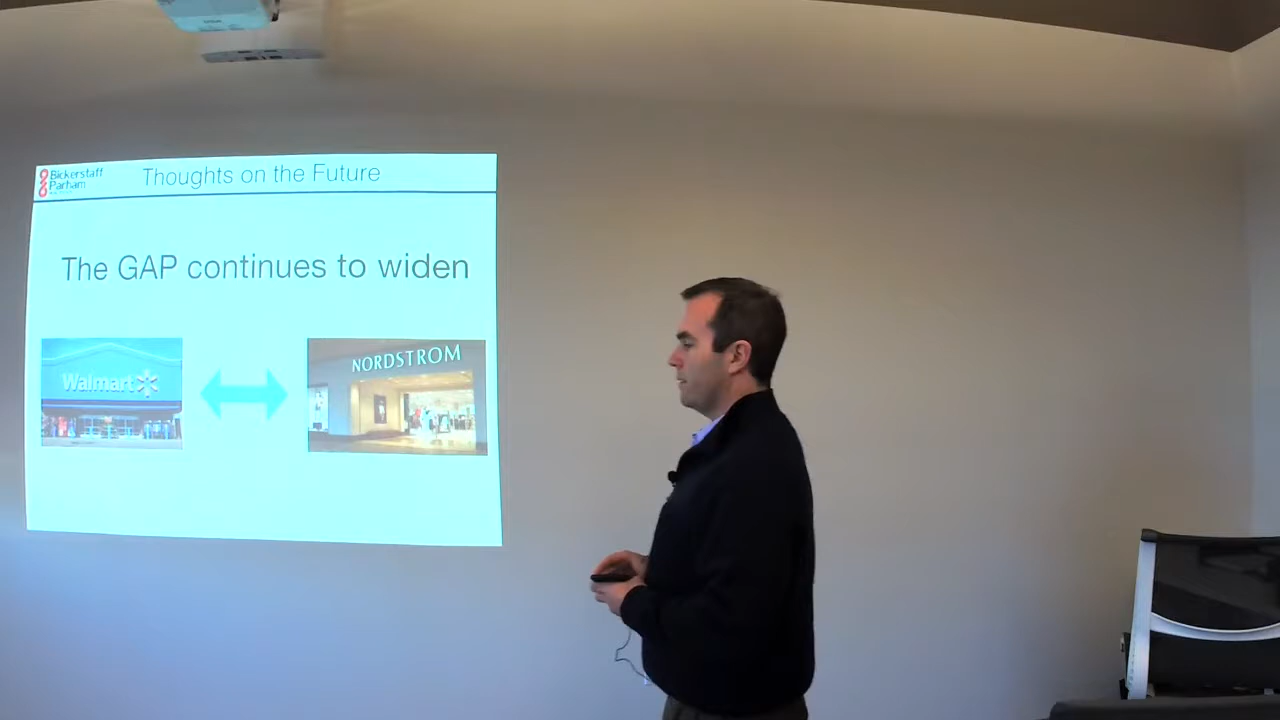 Bickerstaff
Parham
Thoughts on the Future
The GAP continues to widen
Walmart
NORDSTROM